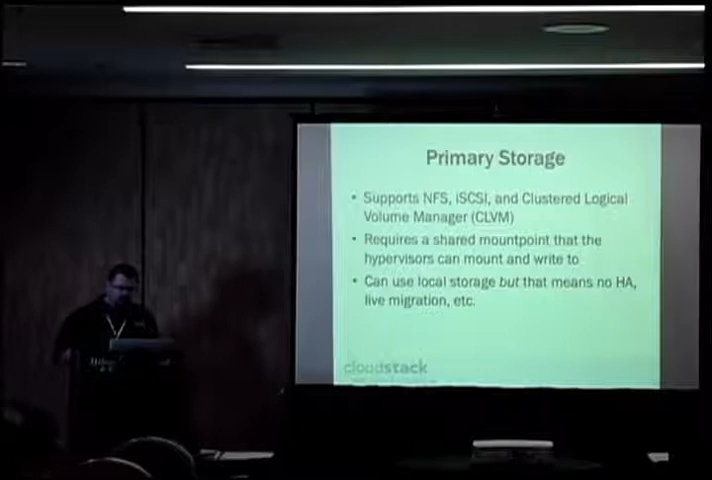 Primary Storage
• Supports NFS, iSCSI, and Clustered Logical
Volume Manager (CLVM)
• Requires a shared mountpoint that the
hypervisors can mount and write to
• Can use local storage but that means no HA,
live migration, etc.
cloudstack